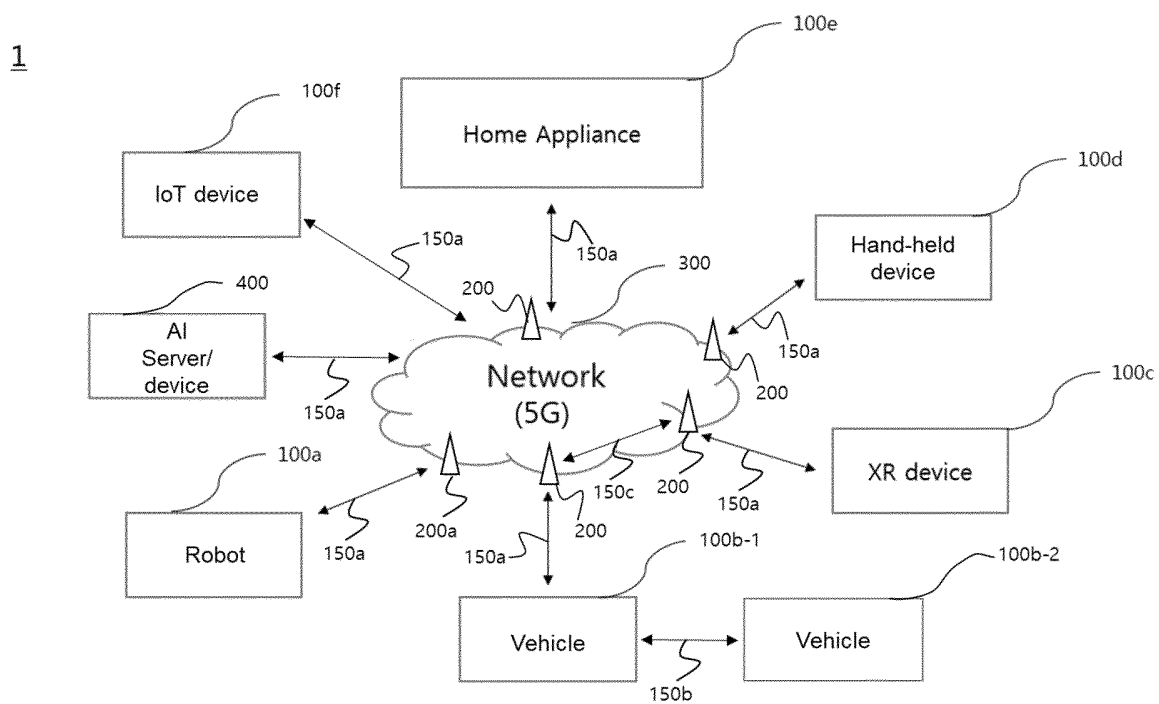 1
100e
Home Appliance
100f
IoT device
100d
Hand-held
device
150a
150a
300
200
150a
400
AI
Server/
device
150a
Network
(5G)
200
100c
XR device
150a
200
150c
100a
Robot
150a
200a
200
150a
100b-1
Vehicle
100b-2
Vehicle
150b